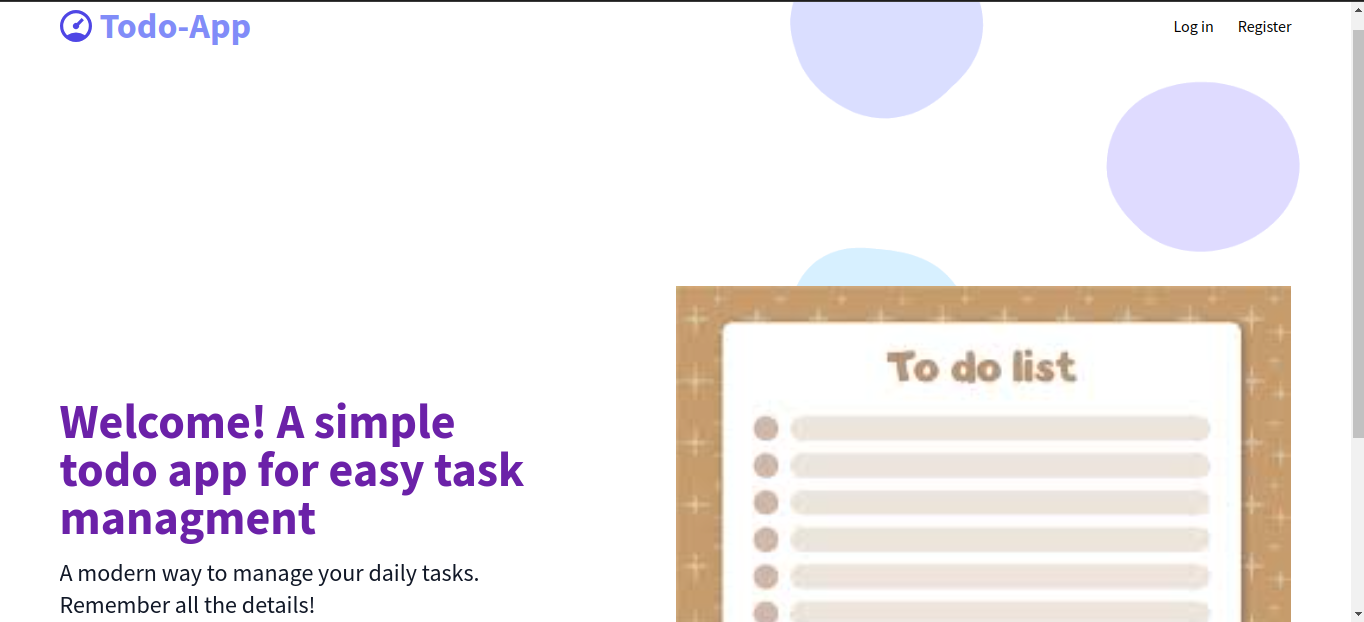 Todo-App
Log in
Register
To do list
Welcome! A simple
todo app for easy task
managment
A modern way to manage your daily tasks.
Remember all the details!